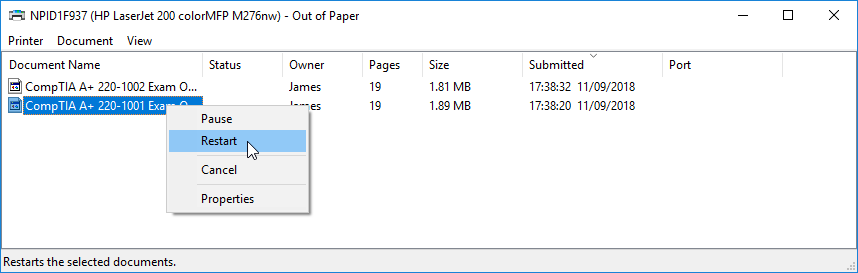 NPID1F937 (HP LaserJet 200 colorMFP M276nw) - Out of Paper
Printer Document View
Document Name Status Owner Pages Size Submitted Port
CompTIA A+ 220-1002 Exam O... James 19 1.81 MB 17:38:32 11/09/2018
CompTIA A+ 220-1001 Exam O James 19 1.89 MB 17:38:20 11/09/2018
Pause
Restart
Cancel
Properties
Restarts the selected documents.